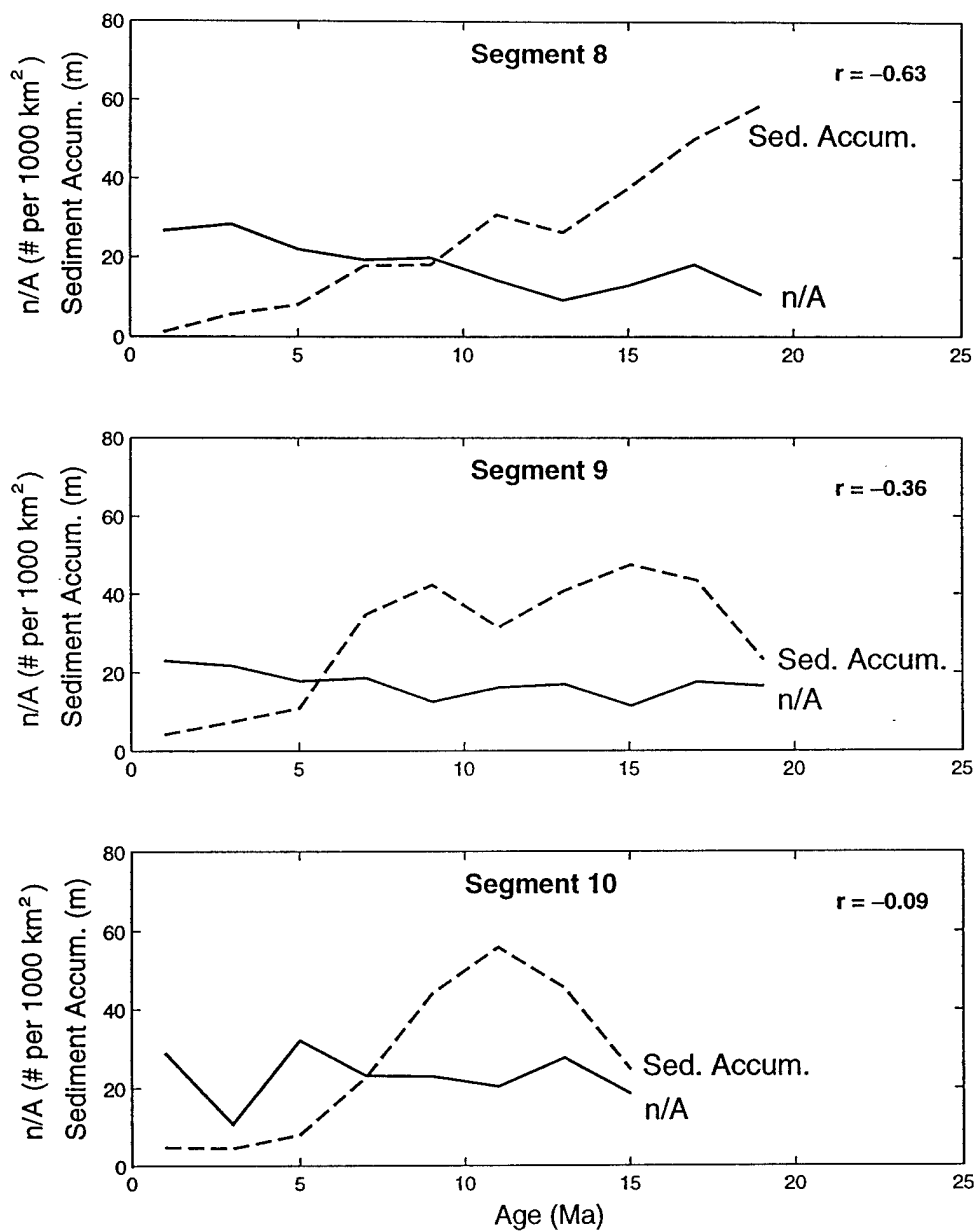 n/A (# per 1000 km²)
Sediment Accum. (m)
80
60
40
20
0
Segment 8
r = −0.63
Sed. Accum.
n/A
0 5 10 15 20 25
n/A (# per 1000 km²)
Sediment Accum. (m)
80
60
40
20
0
Segment 9
r = −0.36
Sed. Accum.
n/A
0 5 10 15 20 25
n/A (# per 1000 km²)
Sediment Accum. (m)
80
60
40
20
0
Segment 10
r = −0.09
Sed. Accum.
n/A
0 5 10 15 20 25
Age (Ma)